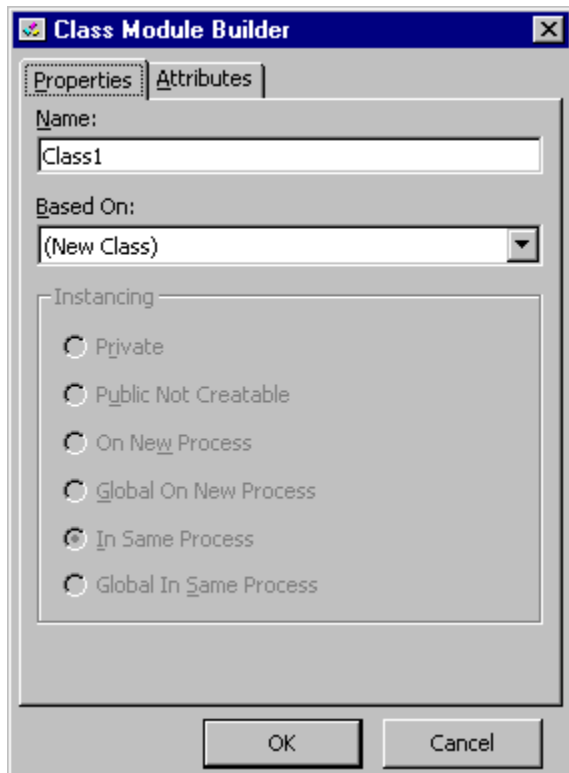 Class Module Builder
Properties Attributes
Name:
Class1
Based On:
(New Class)
Instancing
Private
Public Not Creatable
On New Process
Global On New Process
In Same Process
Global In Same Process
OK Cancel